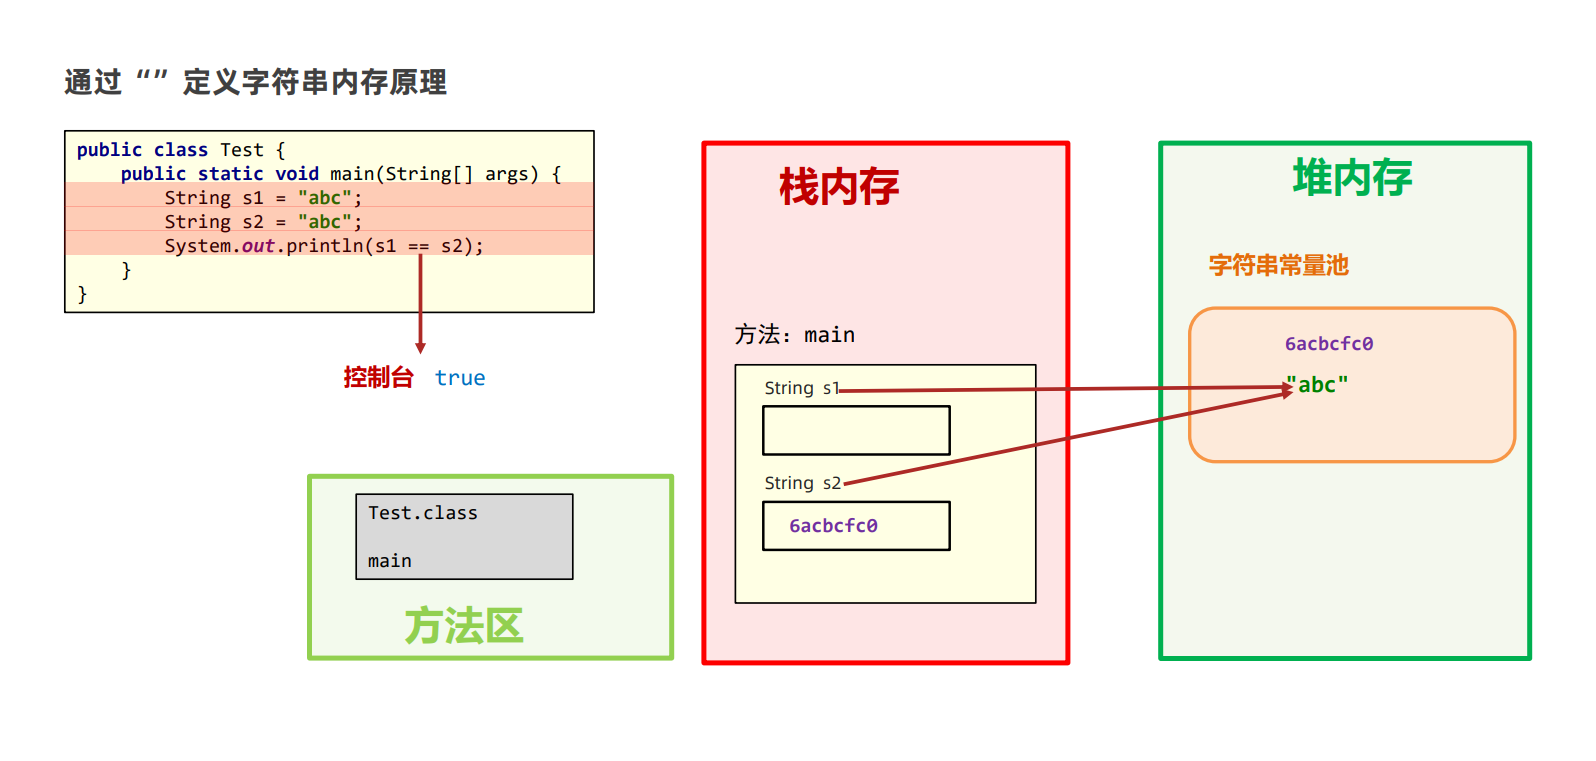 通过 “” 定义字符串内存原理
public class Test {
    public static void main(String[] args) {
        String s1 = "abc";
        String s2 = "abc";
        System.out.println(s1 == s2);
    }
}
控制台 true
Test.class
main
方法区
栈内存
方法：main
String s1
String s2
6acbcfc0
堆内存
字符串常量池
6acbcfc0
"abc"